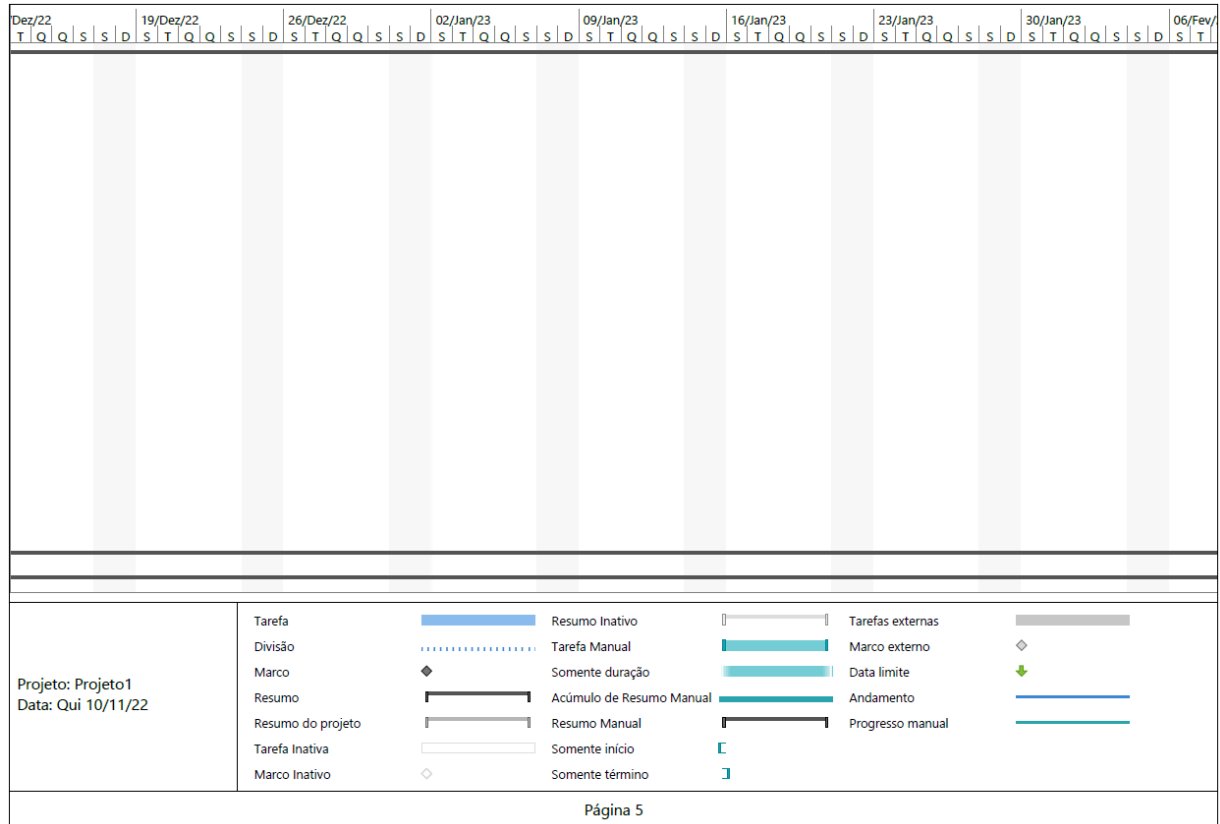 'Dez/22 19/Dez/22 26/Dez/22 02/Jan/23 09/Jan/23 16/Jan/23 23/Jan/23 30/Jan/23 06/Fev/
T Q Q S S D S T Q Q S S D S T Q Q S S D S T Q Q S S D S T Q Q S S D S T Q Q S S D S T Q Q S S D S T Q Q S S D S T
Tarefa Resumo Inativo Tarefas externas
Divisão Tarefa Manual Marco externo
Marco Somente duração Data limite
Projeto: Projeto1
Data: Qui 10/11/22
Resumo Acúmulo de Resumo Manual Andamento
Resumo do projeto Resumo Manual Progresso manual
Tarefa Inativa Somente início
Marco Inativo Somente término
Página 5